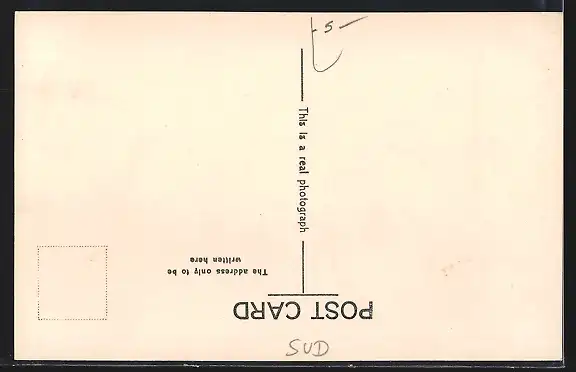 POST CARD
The address only to be
written here
This is a real photograph
-5-
SUD